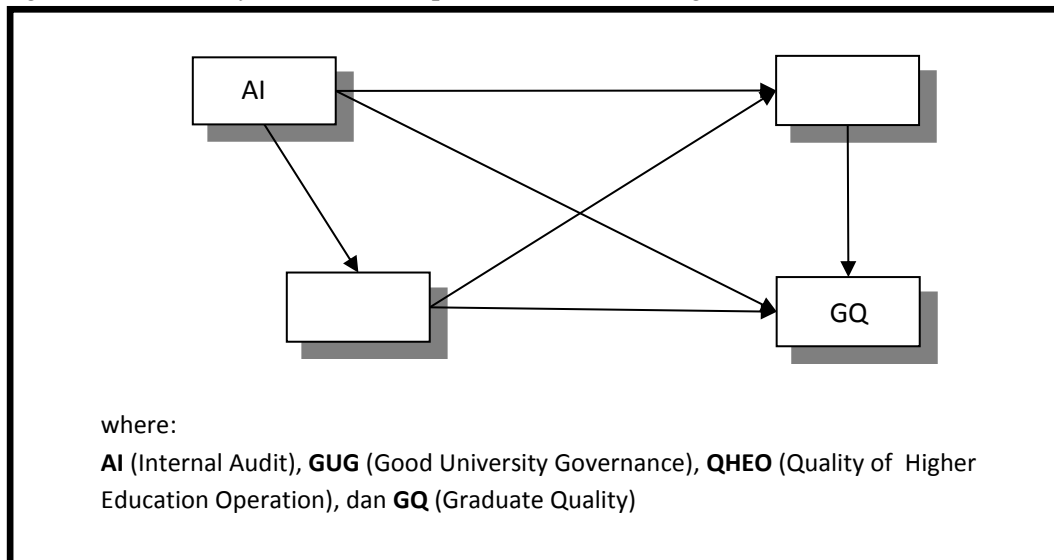 AI
GQ
where:
AI (Internal Audit), GUG (Good University Governance), QHEO (Quality of Higher
Education Operation), dan GQ (Graduate Quality)